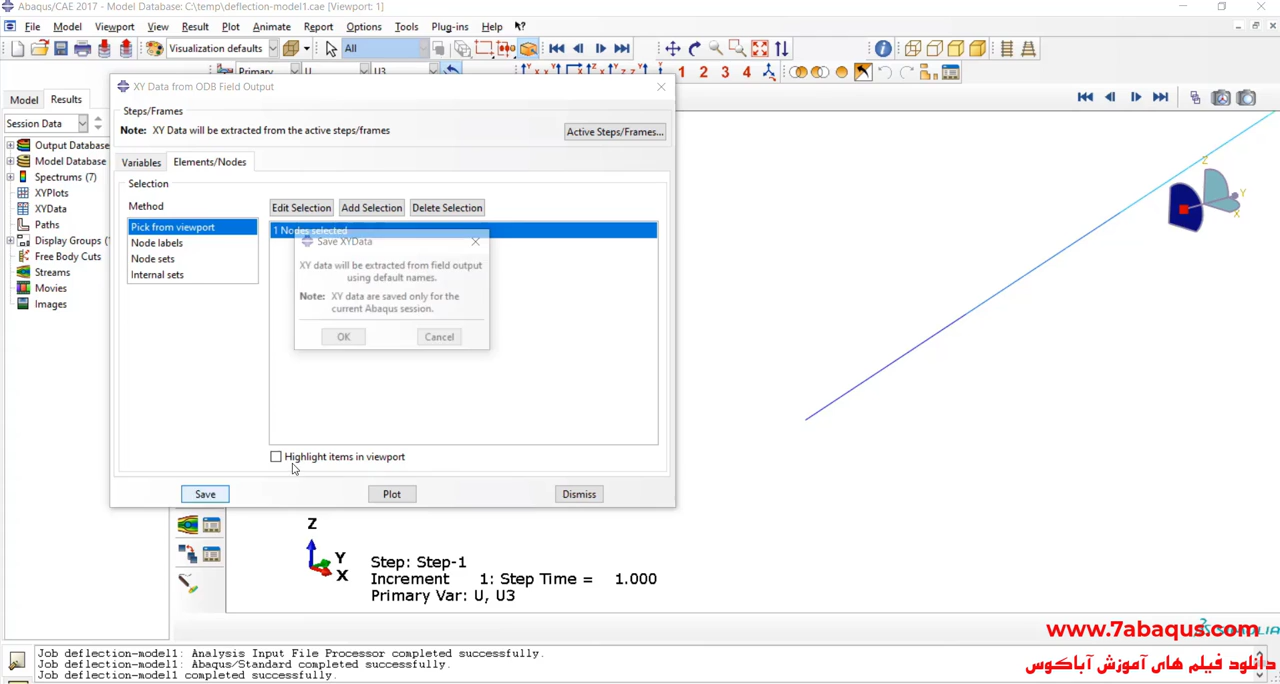 Abaqus/CAE 2017 - Model Database: C:\temp\deflection-model1.cae [Viewport: 1]
File Model Viewport View Result Plot Animate Report Options Tools Plug-ins Help
Visualization defaults All
Primary U U3 1 2 3 4
XY Data from ODB Field Output
Model Results
Steps/Frames
Session Data
Note: XY Data will be extracted from the active steps/frames
Active Steps/Frames...
Output Database
Model Database
Spectrums (7)
XYPlots
XYData
Paths
Display Groups (
Free Body Cuts
Streams
Movies
Images
Variables Elements/Nodes
Selection
Method
Edit Selection Add Selection Delete Selection
Pick from viewport
Node labels
Node sets
Internal sets
1 Nodes selected
Save XYData
XY data will be extracted from field output
using default names.
Note: XY data are saved only for the
current Abaqus session.
OK Cancel
Highlight items in viewport
Save Plot Dismiss
Z
Y
X
Z
Y
X
Step: Step-1
Increment 1: Step Time = 1.000
Primary Var: U, U3
www.7abaqus.com
دانلود فیلم های آموزش آباکوس
Job deflection-model1: Analysis Input File Processor completed successfully.
Job deflection-model1: Abaqus/Standard completed successfully.
Job deflection-model1 completed successfully.